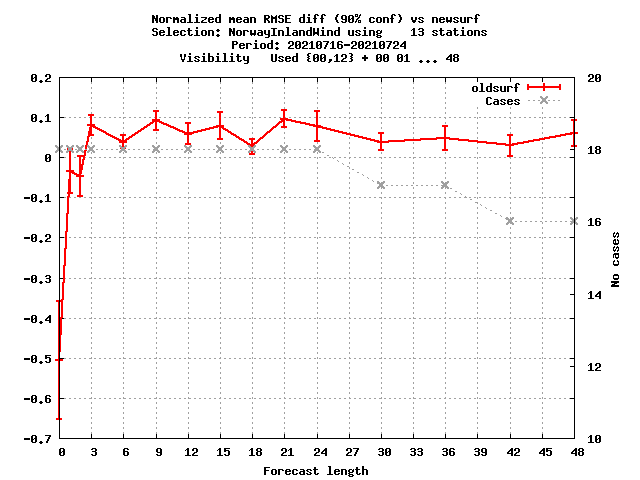 Normalized mean RMSE diff (90% conf) vs newsurf
Selection: NorwayInlandWind using    13 stations
Period: 20210716-20210724
Visibility   Used {00,12} + 00 01 ... 48
oldsurf
Cases
0.2
0.1
0
-0.1
-0.2
-0.3
-0.4
-0.5
-0.6
-0.7
20
18
16
14
12
10
No cases
0 3 6 9 12 15 18 21 24 27 30 33 36 39 42 45 48
Forecast length